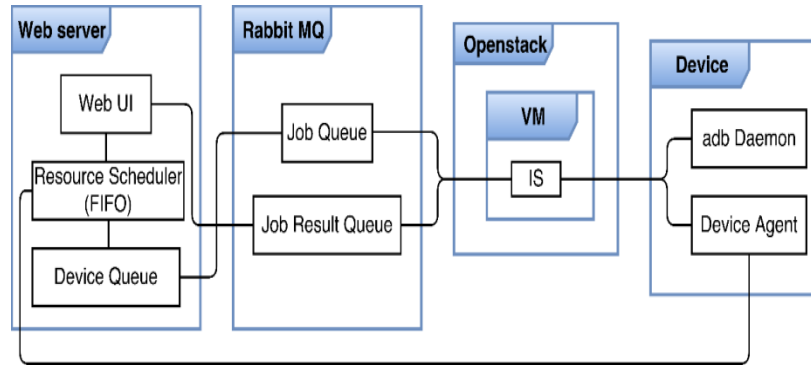 Web server
Web UI
Resource Scheduler
(FIFO)
Device Queue
Rabbit MQ
Job Queue
Job Result Queue
Openstack
VM
IS
Device
adb Daemon
Device Agent